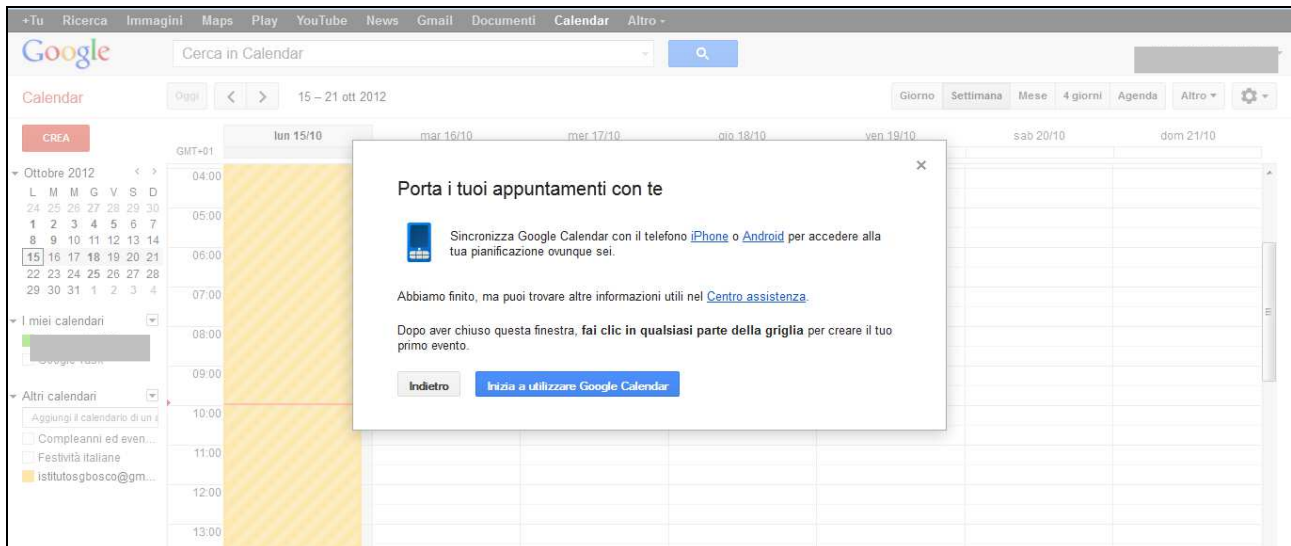 +Tu Ricerca Immagini Maps Play YouTube News Gmail Documenti Calendar Altro
Google
Cerca in Calendar
Calendar
Oggi
15 – 21 ott 2012
Giorno Settimana Mese 4 giorni Agenda Altro
CREA
Ottobre 2012
L M M G V S D
24 25 26 27 28 29 30
1 2 3 4 5 6 7
8 9 10 11 12 13 14
15 16 17 18 19 20 21
22 23 24 25 26 27 28
29 30 31 1 2 3 4
I miei calendari
Google Task
Altri calendari
Aggiungi il calendario di un a
Compleanni ed even...
Festività italiane
istitutosgbosco@gm...
GMT+01
lun 15/10 mar 16/10 mer 17/10 gio 18/10 ven 19/10 sab 20/10 dom 21/10
04:00
05:00
06:00
07:00
08:00
09:00
10:00
11:00
12:00
13:00
Porta i tuoi appuntamenti con te
Sincronizza Google Calendar con il telefono iPhone o Android per accedere alla
tua pianificazione ovunque sei.
Abbiamo finito, ma puoi trovare altre informazioni utili nel Centro assistenza.
Dopo aver chiuso questa finestra, fai clic in qualsiasi parte della griglia per creare il tuo
primo evento.
Indietro
Inizia a utilizzare Google Calendar